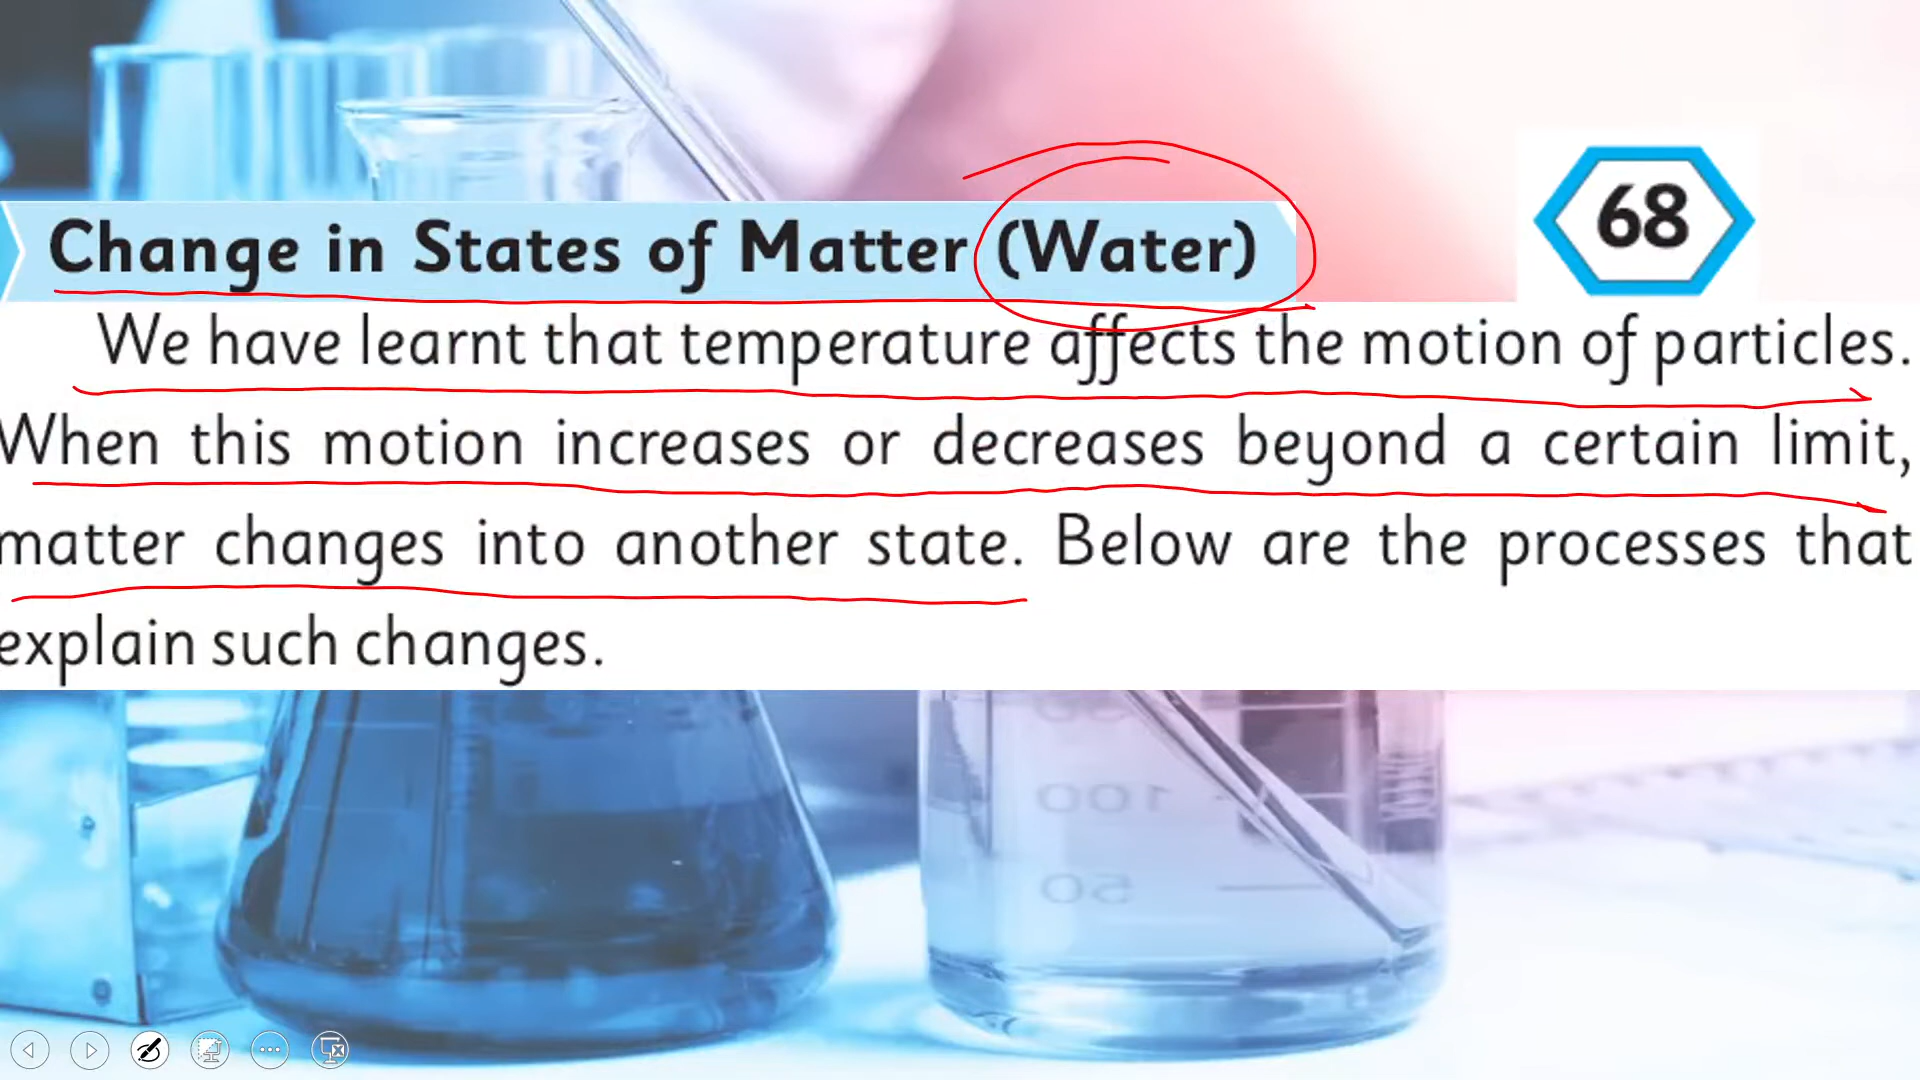 Change in States of Matter (Water)
68
We have learnt that temperature affects the motion of particles.
When this motion increases or decreases beyond a certain limit,
matter changes into another state. Below are the processes that
explain such changes.
100
50